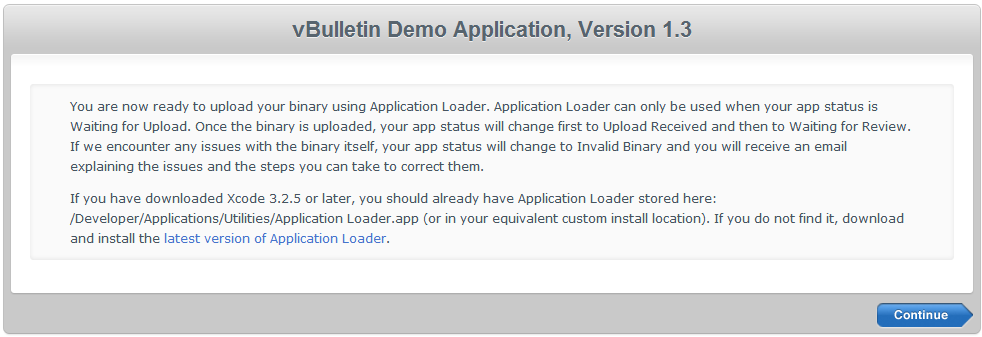 vBulletin Demo Application, Version 1.3
You are now ready to upload your binary using Application Loader. Application Loader can only be used when your app status is
Waiting for Upload. Once the binary is uploaded, your app status will change first to Upload Received and then to Waiting for Review.
If we encounter any issues with the binary itself, your app status will change to Invalid Binary and you will receive an email
explaining the issues and the steps you can take to correct them.
If you have downloaded Xcode 3.2.5 or later, you should already have Application Loader stored here:
/Developer/Applications/Utilities/Application Loader.app (or in your equivalent custom install location). If you do not find it, download
and install the latest version of Application Loader.
Continue